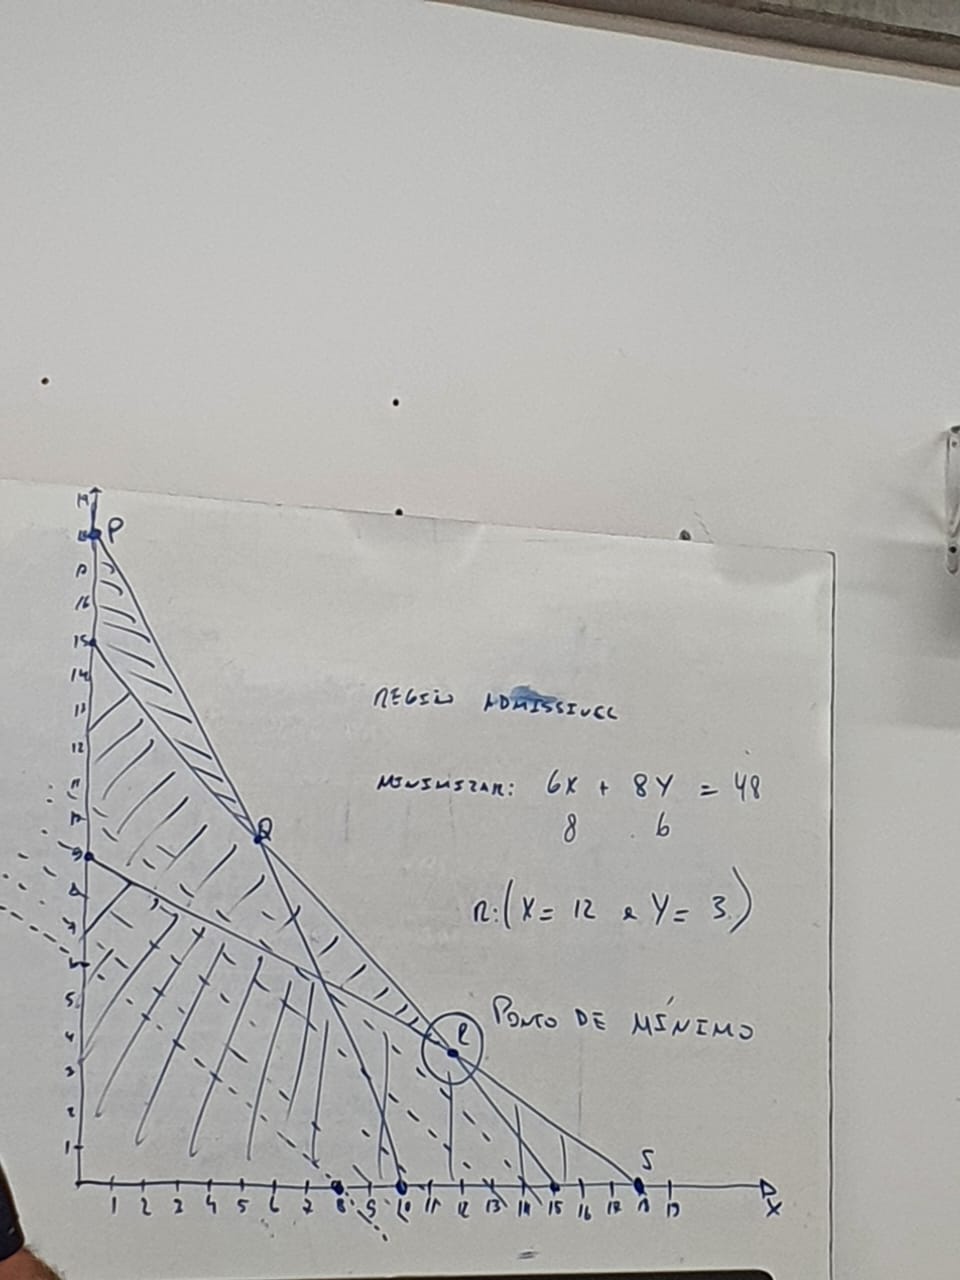 19
18 P
17
16
15
14
13
12
11
10
9
8
7
6
5
4
3
2
1
REGIÃO ADMISSIVEL
MINIMIZAR: 6X + 8Y = 48
8 6
Q
R:(X = 12 e Y = 3)
PONTO DE MÍNIMO
R
S
1 2 3 4 5 6 7 8 9 10 11 12 13 14 15 16 17 18 19
X